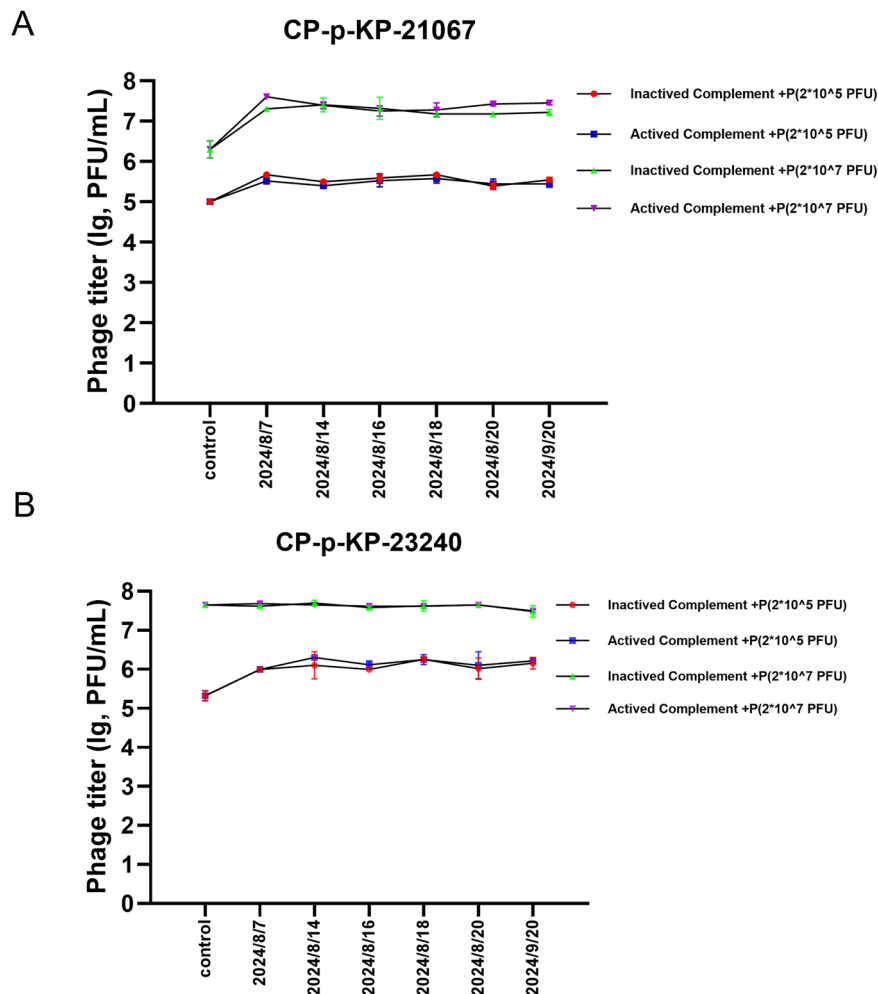 A
CP-p-KP-21067
Phage titer (lg, PFU/mL)
8
7
6
5
4
3
2
1
0
control
2024/8/7
2024/8/14
2024/8/16
2024/8/18
2024/8/20
2024/9/20
Inactived Complement +P(2*10^5 PFU)
Actived Complement +P(2*10^5 PFU)
Inactived Complement +P(2*10^7 PFU)
Actived Complement +P(2*10^7 PFU)
B
CP-p-KP-23240
Phage titer (lg, PFU/mL)
8
7
6
5
4
3
2
1
0
control
2024/8/7
2024/8/14
2024/8/16
2024/8/18
2024/8/20
2024/9/20
Inactived Complement +P(2*10^5 PFU)
Actived Complement +P(2*10^5 PFU)
Inactived Complement +P(2*10^7 PFU)
Actived Complement +P(2*10^7 PFU)